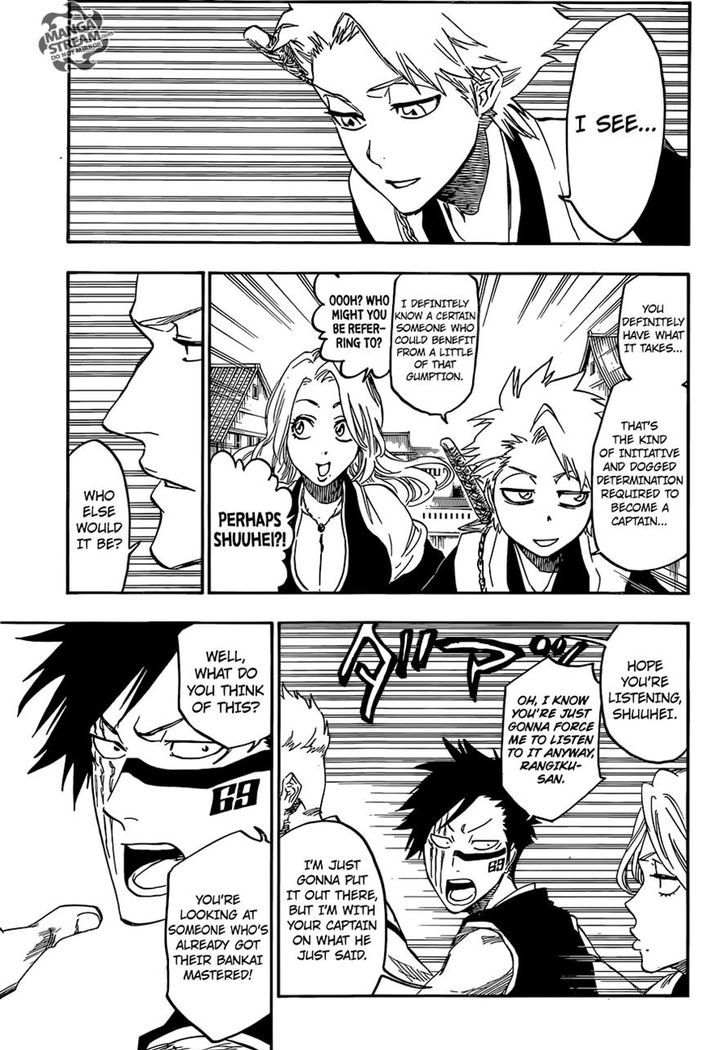 MANGA
STREAM.com
DO NOT MIRROR
I SEE...
YOU
DEFINITELY
HAVE WHAT
IT TAKES...
THAT'S
THE KIND
OF INITIATIVE
AND DOGGED
DETERMINATION
REQUIRED TO
BECOME A
CAPTAIN...
I DEFINITELY
KNOW A CERTAIN
SOMEONE WHO
COULD BENEFIT
FROM A LITTLE
OF THAT
GUMPTION.
OOOH? WHO
MIGHT YOU
BE REFER-
RING TO?
PERHAPS
SHUUHEI?!
WHO
ELSE
WOULD
IT BE?
HOPE
YOU'RE
LISTENING,
SHUUHEI.
OH, I KNOW
YOU'RE JUST
GONNA FORCE
ME TO LISTEN
TO IT ANYWAY,
RANGIKU-
SAN.
69
I'M JUST
GONNA PUT
IT OUT THERE,
BUT I'M WITH
YOUR CAPTAIN
ON WHAT HE
JUST SAID.
WELL,
WHAT DO
YOU THINK
OF THIS?
69
YOU'RE
LOOKING AT
SOMEONE WHO'S
ALREADY GOT
THEIR BANKAI
MASTERED!